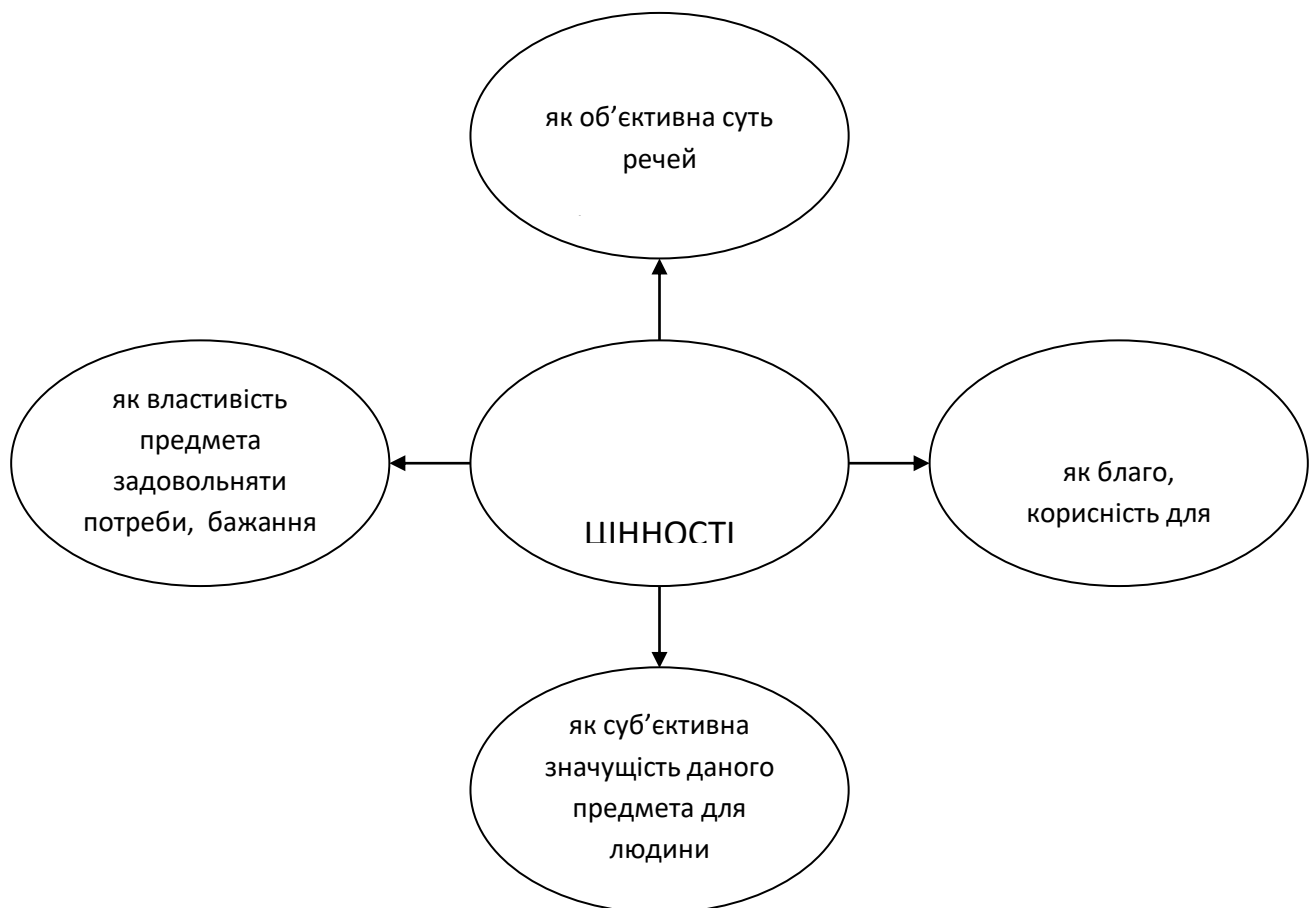 як об’єктивна суть
речей
як властивість
предмета
задовольняти
потреби, бажання
ЦІННОСТІ
як благо,
корисність для
як суб’єктивна
значущість даного
предмета для
людини